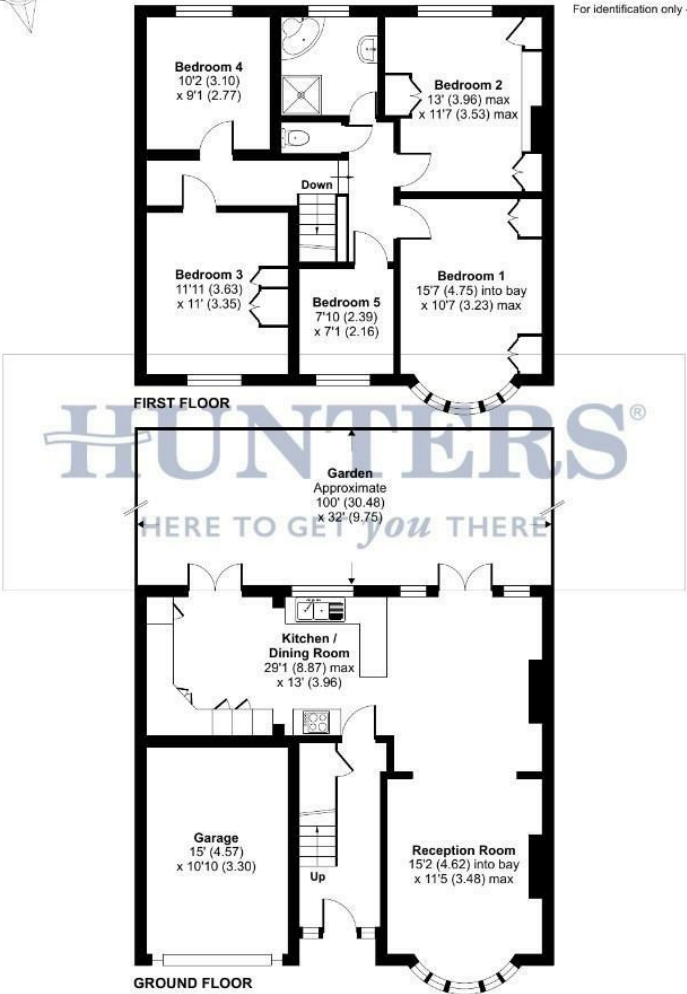 For identification only -
Bedroom 4
10'2 (3.10)
x 9'1 (2.77)
Bedroom 2
13' (3.96) max
x 11'7 (3.53) max
Down
Bedroom 3
11'11 (3.63)
x 11' (3.35)
Bedroom 5
7'10 (2.39)
x 7'1 (2.16)
Bedroom 1
15'7 (4.75) into bay
x 10'7 (3.23) max
FIRST FLOOR
HUNTERS®
HERE TO GET you THERE
Garden
Approximate
100' (30.48)
x 32' (9.75)
Kitchen /
Dining Room
29'1 (8.87) max
x 13' (3.96)
Garage
15' (4.57)
x 10'10 (3.30)
Up
Reception Room
15'2 (4.62) into bay
x 11'5 (3.48) max
GROUND FLOOR